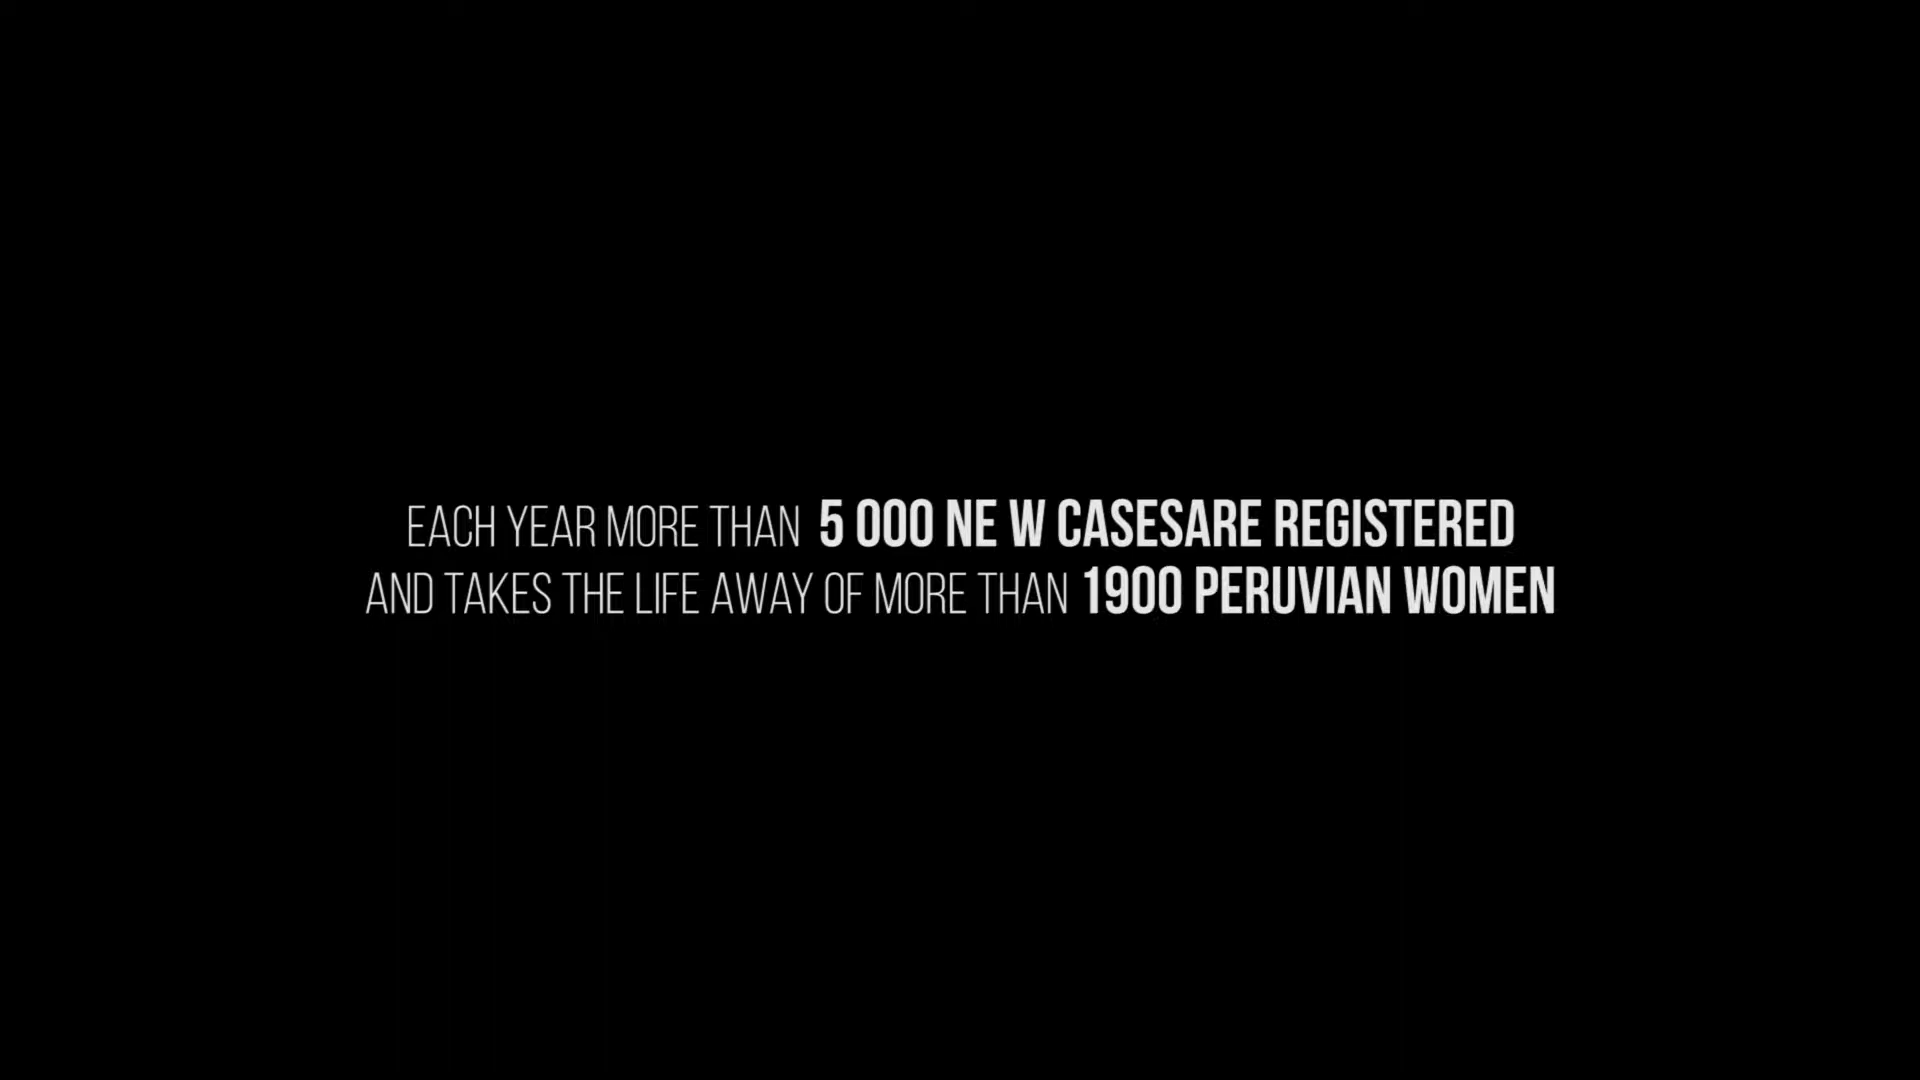 EACH YEAR MORE THAN 5 000 NE W CASESARE REGISTERED
AND TAKES THE LIFE AWAY OF MORE THAN 1900 PERUVIAN WOMEN